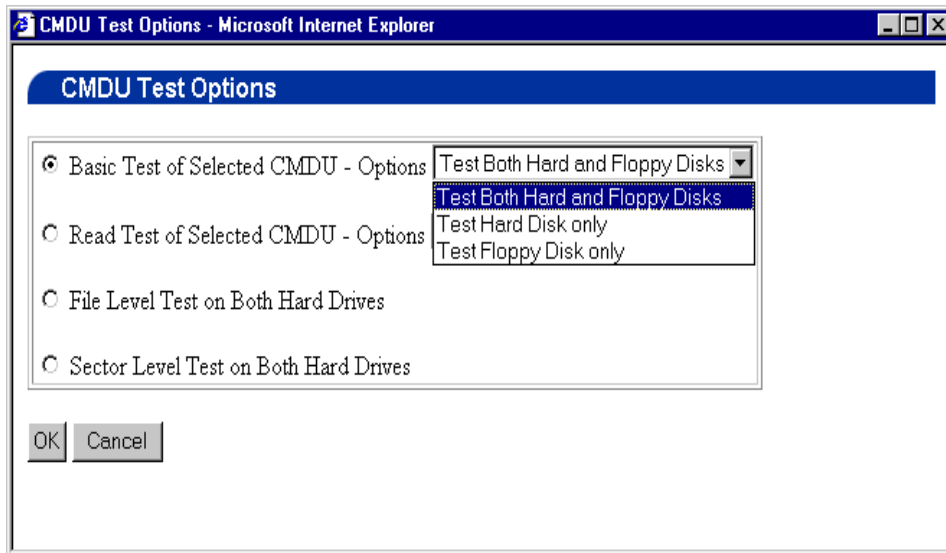 CMDU Test Options - Microsoft Internet Explorer
CMDU Test Options
Basic Test of Selected CMDU - Options Test Both Hard and Floppy Disks
Test Both Hard and Floppy Disks
Test Hard Disk only
Read Test of Selected CMDU - Options
Test Floppy Disk only
File Level Test on Both Hard Drives
Sector Level Test on Both Hard Drives
OK Cancel